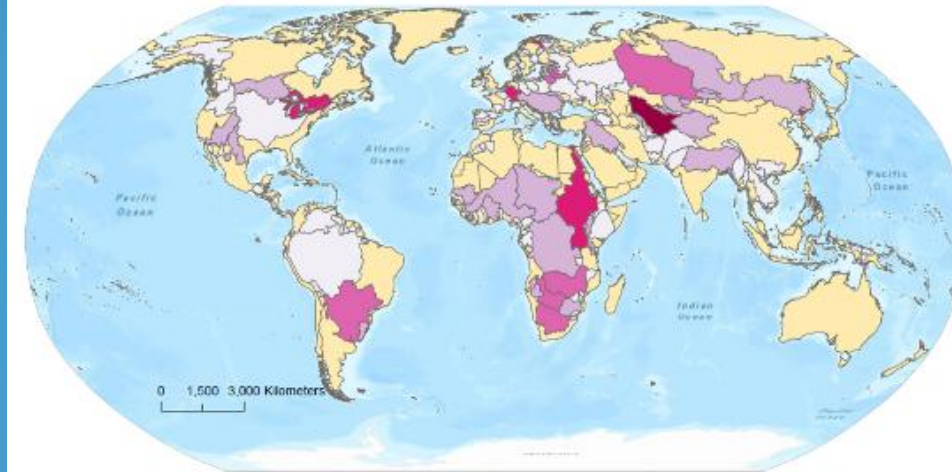 Atlantic
Ocean
Pacific
Ocean
Pacific
Ocean
Indian
Ocean
0 1,500 3,000 Kilometers